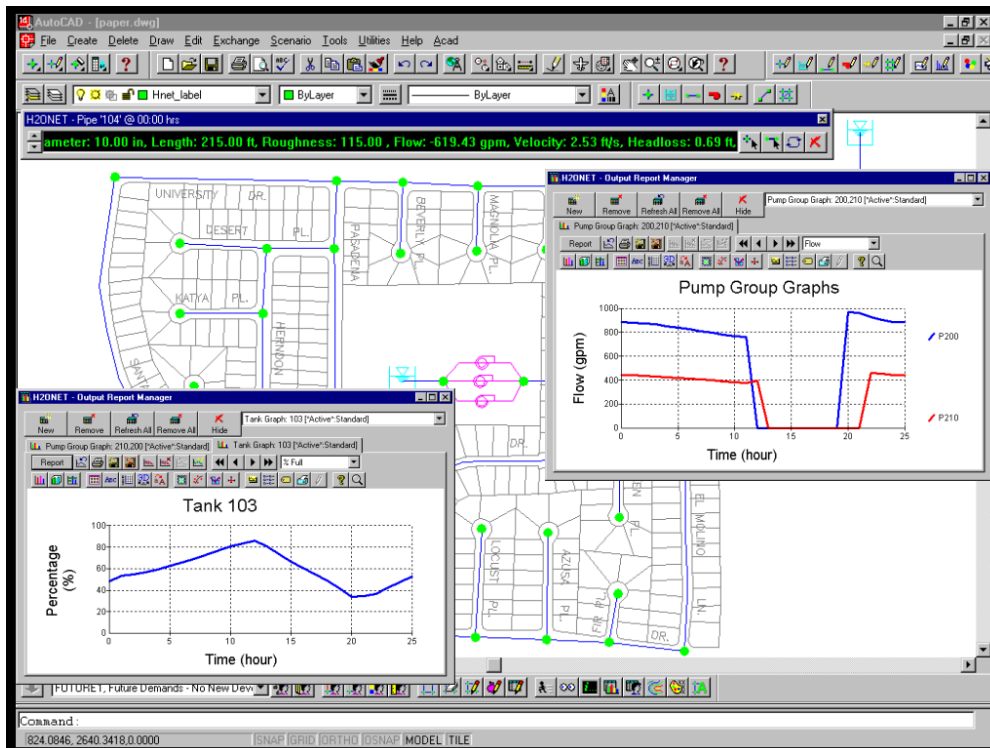 AutoCAD - [paper.dwg]
File Create Delete Draw Edit Exchange Scenario Tools Utilities Help Acad
Hnet_label ByLayer ByLayer
H2ONET - Pipe '104' @ 00:00 hrs
ameter: 10.00 in, Length: 215.00 ft, Roughness: 115.00 , Flow: -619.43 gpm, Velocity: 2.53 ft/s, Headloss: 0.69 ft,
UNIVERSITY DR.
DESERT PL.
KATYA PL.
HERNDON
PASADENA
BEVERLY PL.
MAGNOLIA PL.
H2ONET - Output Report Manager
New Remove Refresh All Remove All Hide
Pump Group Graph: 200,210 [*Active*:Standard]
Pump Group Graph: 200,210 [*Active*:Standard]
Report Flow
Pump Group Graphs
Flow (gpm)
1000
800
600
400
200
0
0 5 10 15 20 25
Time (hour)
P200
P210
H2ONET - Output Report Manager
New Remove Refresh All Remove All Hide
Tank Graph: 103 [*Active*:Standard]
Pump Group Graph: 210,200 [*Active*:Standard] Tank Graph: 103 [*Active*:Standard]
Report % Full
Tank 103
Percentage
(%)
100
80
60
40
20
0
0 5 10 15 20 25
Time (hour)
DR.
LOCUST PL.
AZUSA PL.
FIR PL.
DR.
EL MOLINO LN.
FUTURE1, Future Demands - No New Dev
Command:
824.0846, 2640.3418,0.0000 SNAP GRID ORTHO OSNAP MODEL TILE